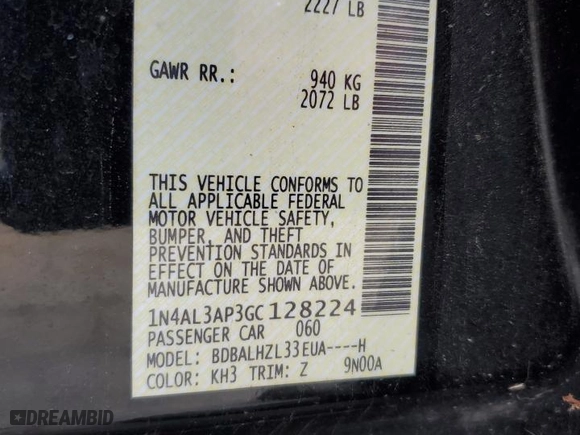 2227 LB
GAWR RR.: 940 KG
2072 LB
THIS VEHICLE CONFORMS TO
ALL APPLICABLE FEDERAL
MOTOR VEHICLE SAFETY,
BUMPER, AND THEFT
PREVENTION STANDARDS IN
EFFECT ON THE DATE OF
MANUFACTURE SHOWN ABOVE.
1N4AL3AP3GC128224
PASSENGER CAR 060
MODEL: BDBALHZL33EUA----H
COLOR: KH3 TRIM: Z 9N00A
DREAMBID